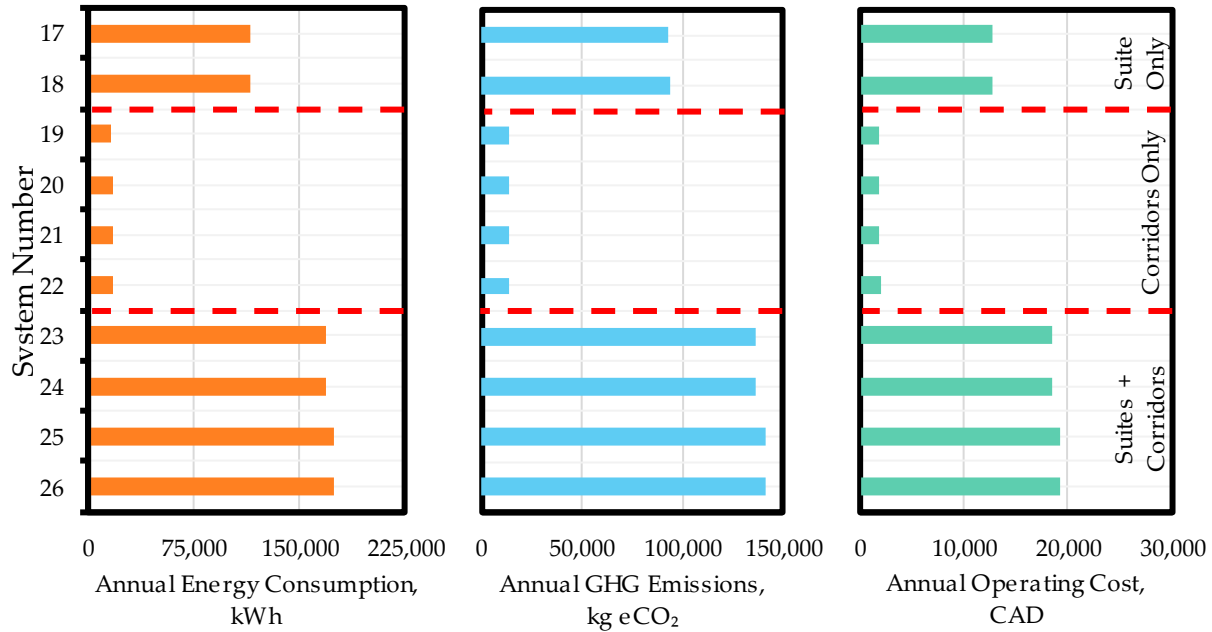 System Number
17
18
19
20
21
22
23
24
25
26
Suite
Only
Corridors Only
Suites +
Corridors
0 75,000 150,000 225,000
0 50,000 100,000 150,000
0 10,000 20,000 30,000
Annual Energy Consumption,
kWh
Annual GHG Emissions,
kg eCO₂
Annual Operating Cost,
CAD